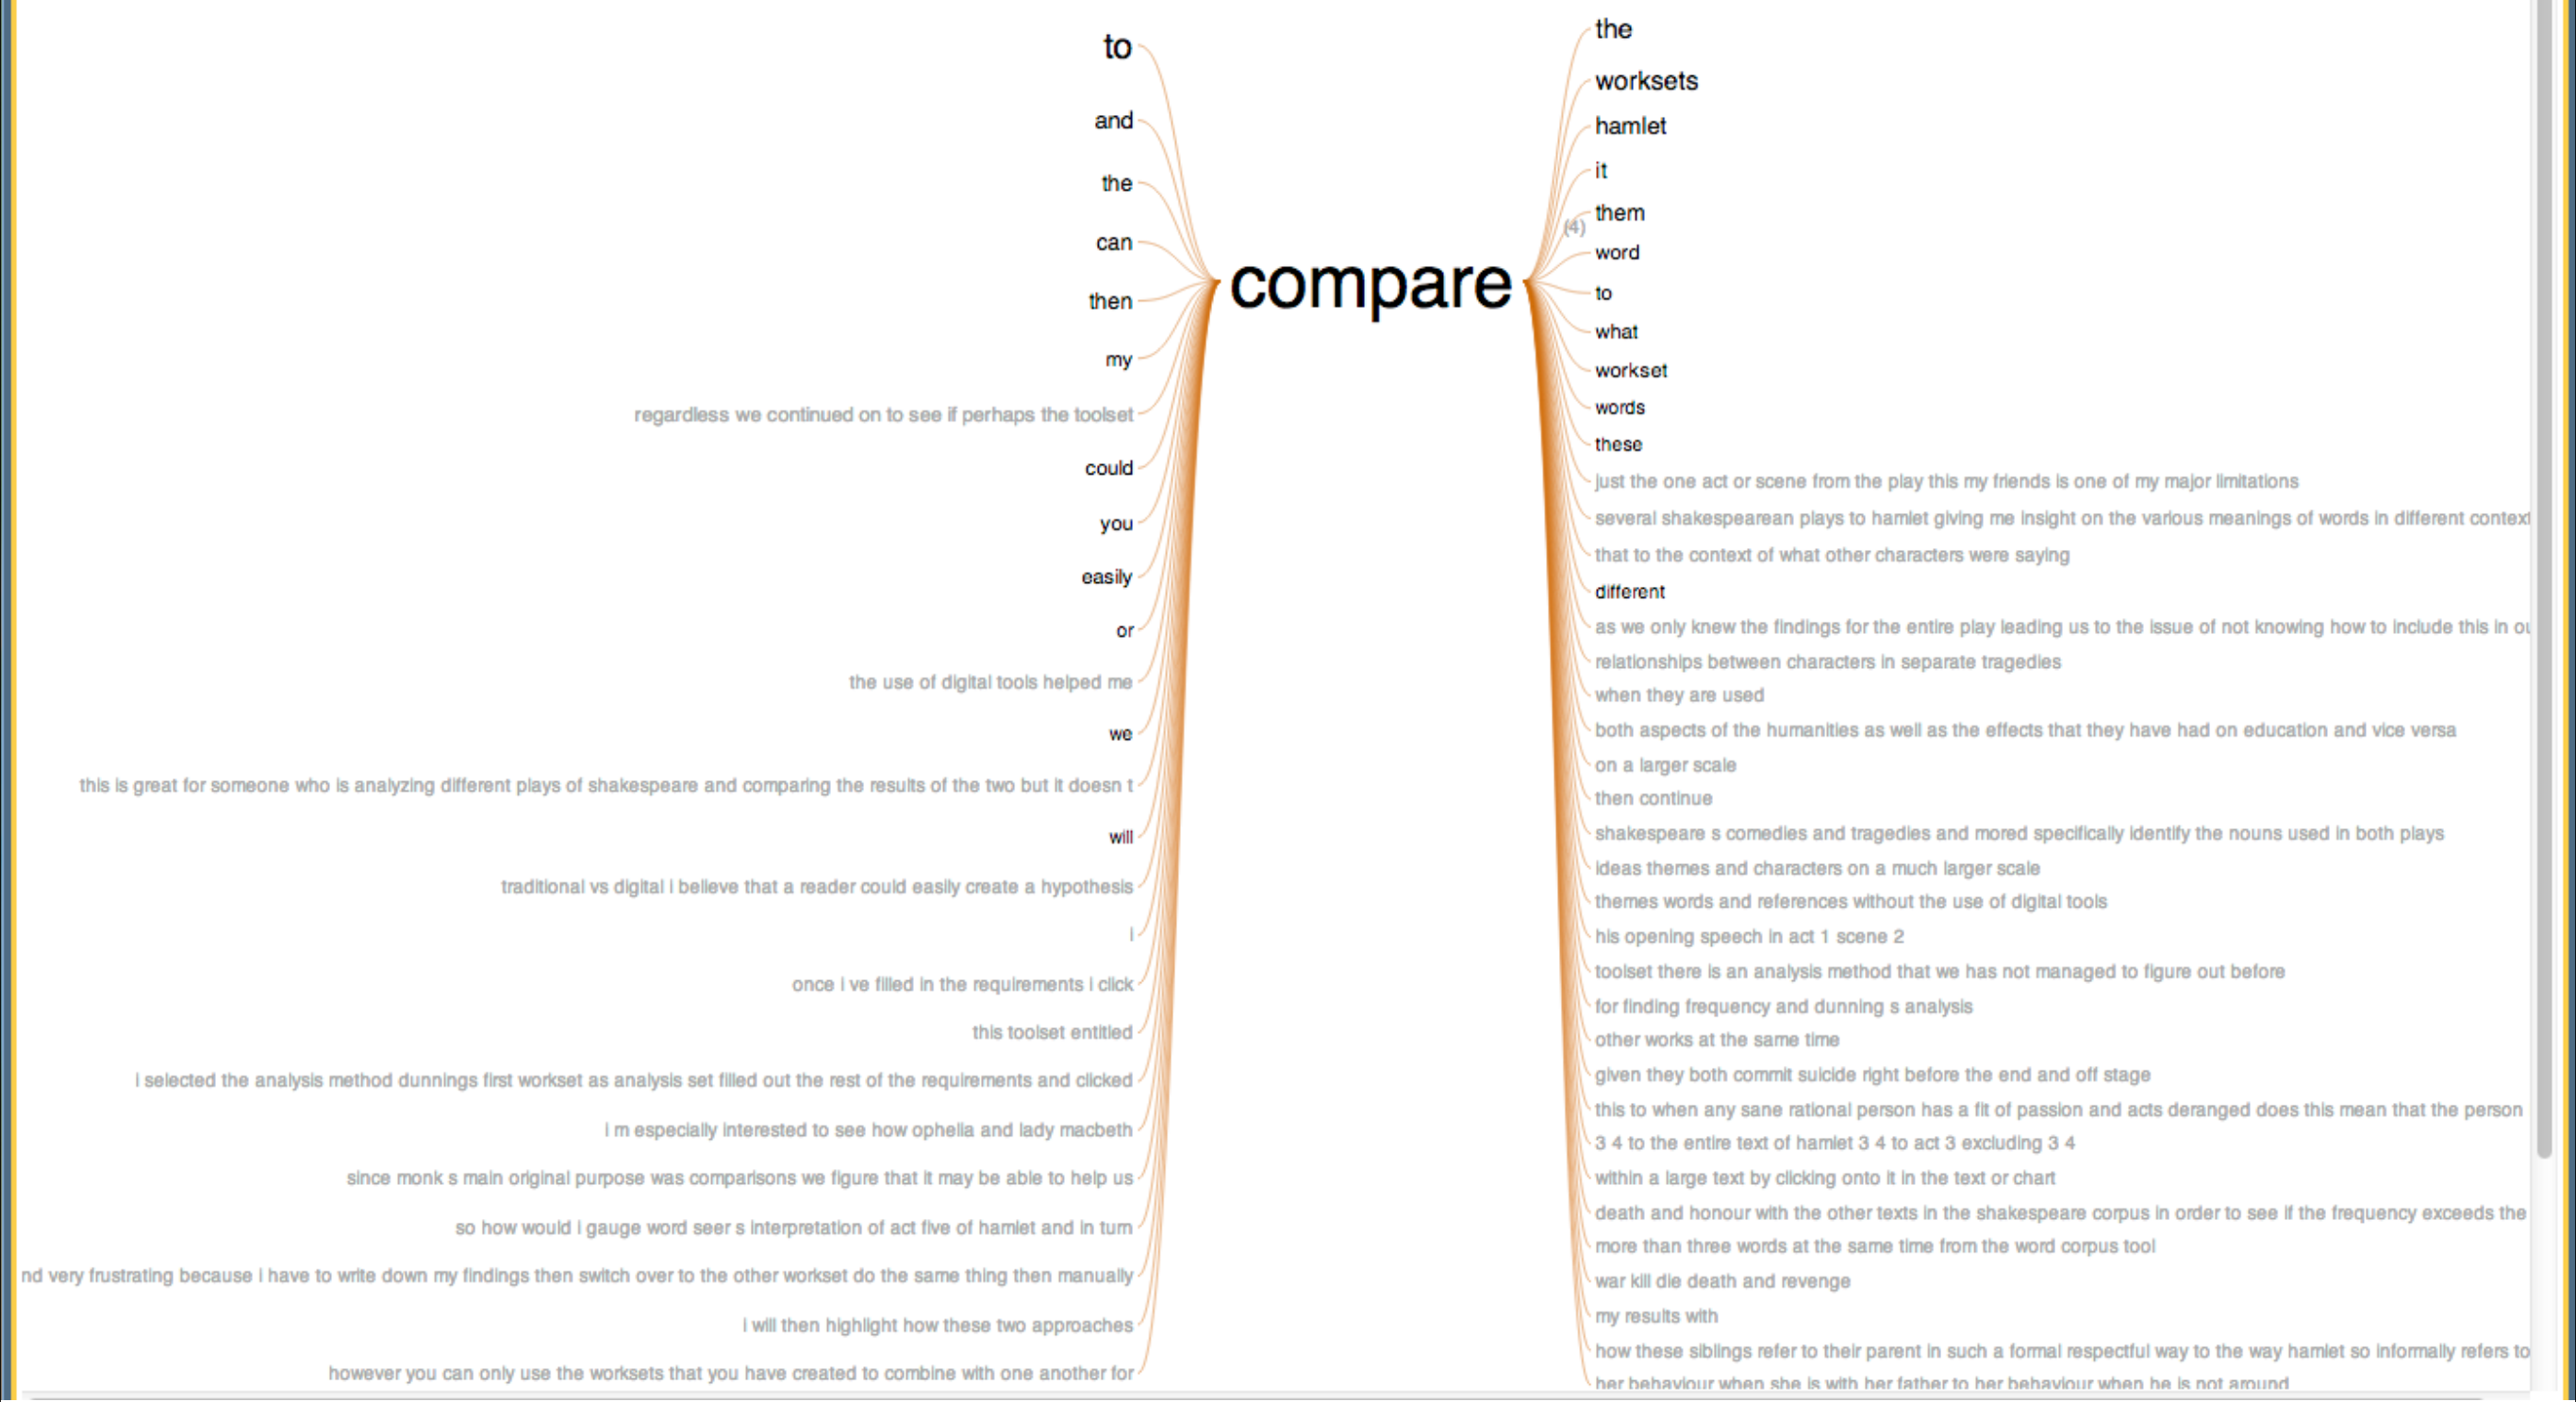 to
and
the
can
then
my
regardless we continued on to see if perhaps the toolset
could
you
easily
or
the use of digital tools helped me
we
this is great for someone who is analyzing different plays of shakespeare and comparing the results of the two but it doesn t
will
traditional vs digital i believe that a reader could easily create a hypothesis
i
once i ve filled in the requirements i click
this toolset entitled
i selected the analysis method dunnings first workset as analysis set filled out the rest of the requirements and clicked
i m especially interested to see how ophelia and lady macbeth
since monk s main original purpose was comparisons we figure that it may be able to help us
so how would i gauge word seer s interpretation of act five of hamlet and in turn
nd very frustrating because i have to write down my findings then switch over to the other workset do the same thing then manually
i will then highlight how these two approaches
however you can only use the worksets that you have created to combine with one another for
compare
the
worksets
hamlet
it
them
(4)
word
to
what
workset
words
these
just the one act or scene from the play this my friends is one of my major limitations
several shakespearean plays to hamlet giving me insight on the various meanings of words in different context
that to the context of what other characters were saying
different
as we only knew the findings for the entire play leading us to the issue of not knowing how to include this in ou
relationships between characters in separate tragedies
when they are used
both aspects of the humanities as well as the effects that they have had on education and vice versa
on a larger scale
then continue
shakespeare s comedies and tragedies and mored specifically identify the nouns used in both plays
ideas themes and characters on a much larger scale
themes words and references without the use of digital tools
his opening speech in act 1 scene 2
toolset there is an analysis method that we has not managed to figure out before
for finding frequency and dunning s analysis
other works at the same time
given they both commit suicide right before the end and off stage
this to when any sane rational person has a fit of passion and acts deranged does this mean that the person
3 4 to the entire text of hamlet 3 4 to act 3 excluding 3 4
within a large text by clicking onto it in the text or chart
death and honour with the other texts in the shakespeare corpus in order to see if the frequency exceeds the
more than three words at the same time from the word corpus tool
war kill die death and revenge
my results with
how these siblings refer to their parent in such a formal respectful way to the way hamlet so informally refers to
her behaviour when she is with her father to her behaviour when he is not around